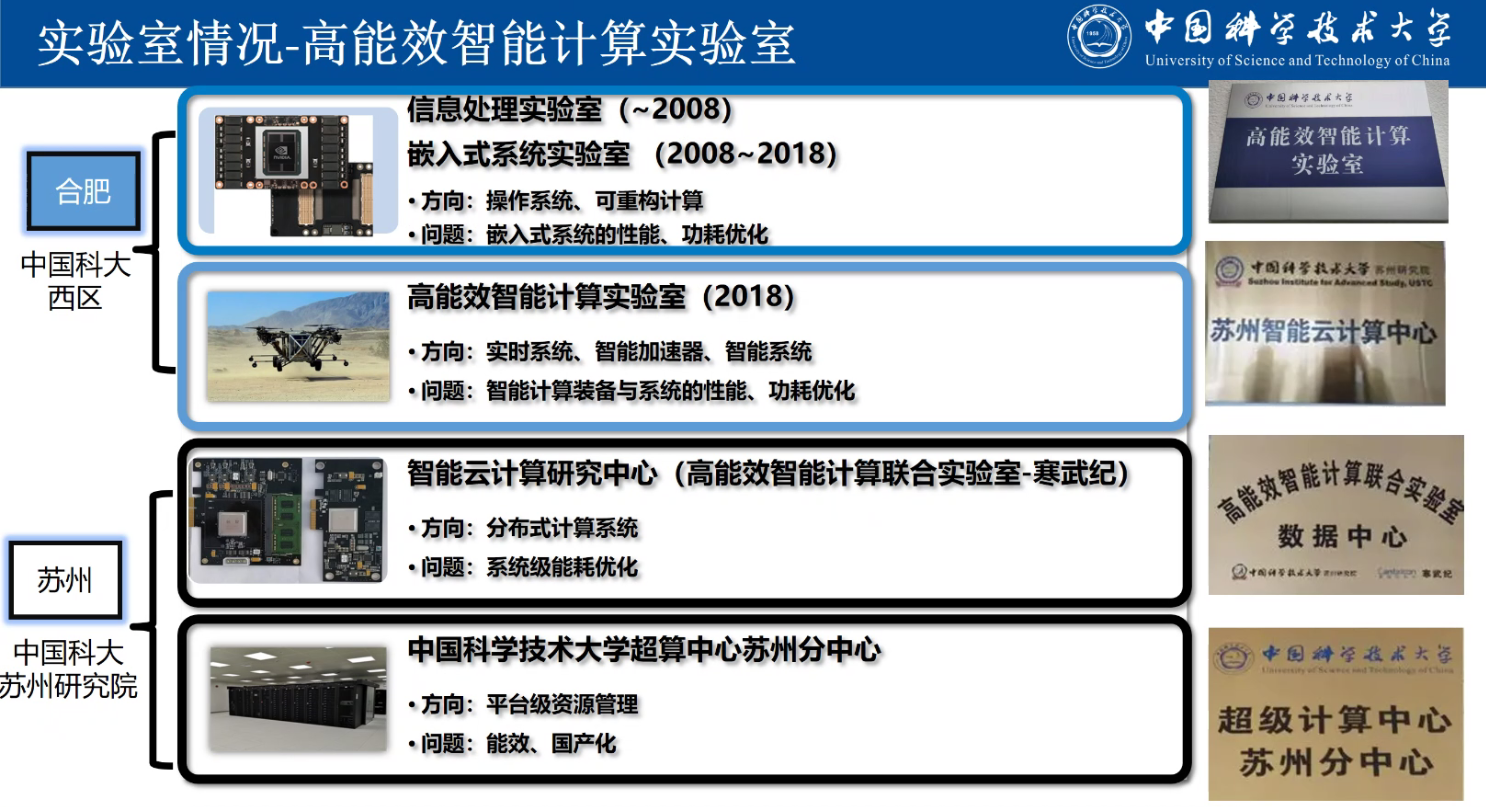 实验室情况-高能效智能计算实验室
中国科学技术大学
University of Science and Technology of China
合肥
中国科大
西区
信息处理实验室（~2008）
嵌入式系统实验室 （2008~2018）
• 方向：操作系统、可重构计算
• 问题：嵌入式系统的性能、功耗优化
高能效智能计算实验室（2018）
• 方向：实时系统、智能加速器、智能系统
• 问题：智能计算装备与系统的性能、功耗优化
苏州
中国科大
苏州研究院
智能云计算研究中心（高能效智能计算联合实验室-寒武纪）
• 方向：分布式计算系统
• 问题：系统级能耗优化
中国科学技术大学超算中心苏州分中心
• 方向：平台级资源管理
• 问题：能效、国产化
中国科学技术大学
高能效智能计算
实验室
中国科学技术大学 苏州研究院
Suzhou Institute for Advanced Study, USTC
苏州智能云计算中心
高能效智能计算联合实验室
数据中心
中国科学技术大学 苏州研究院 寒武纪
中国科学技术大学
University of Science and Technology of China
超级计算中心
苏州分中心